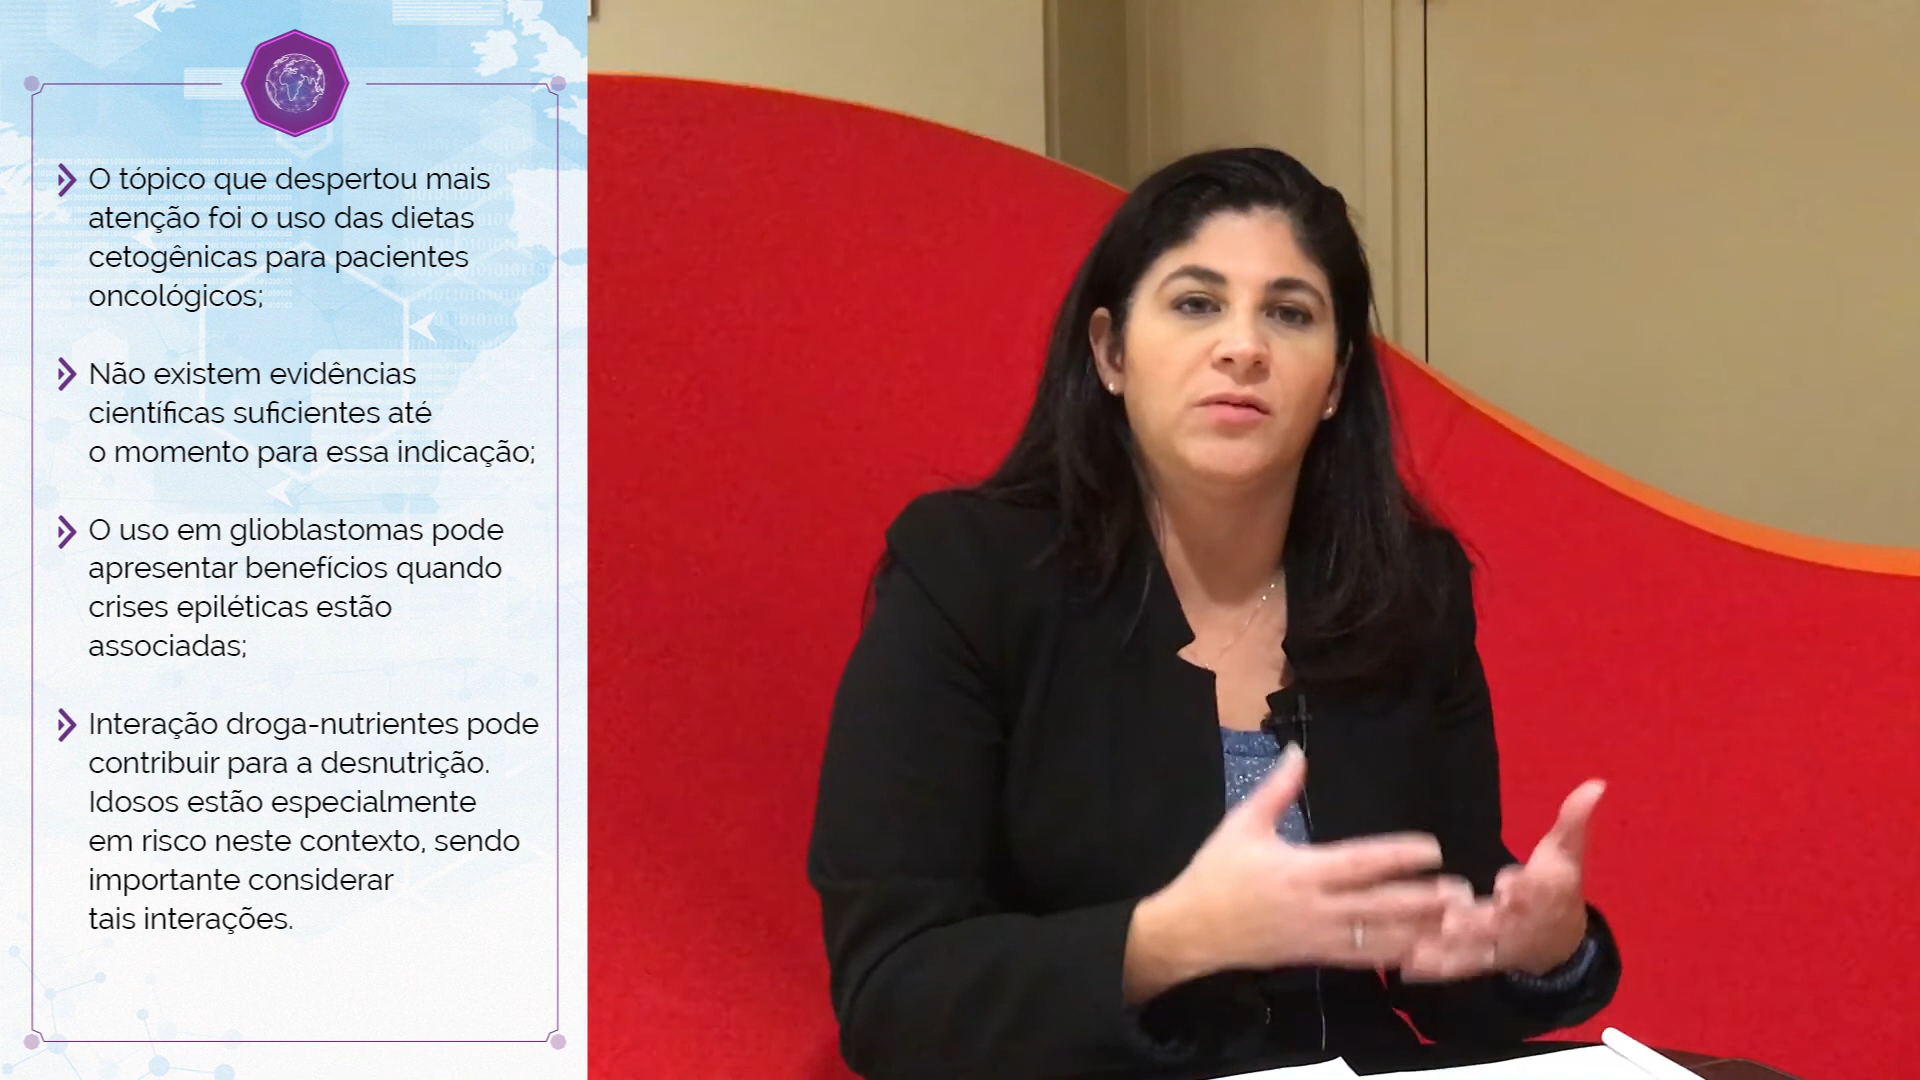 O tópico que despertou mais
atenção foi o uso das dietas
cetogênicas para pacientes
oncológicos;
Não existem evidências
científicas suficientes até
o momento para essa indicação;
O uso em glioblastomas pode
apresentar benefícios quando
crises epiléticas estão
associadas;
Interação droga-nutrientes pode
contribuir para a desnutrição.
Idosos estão especialmente
em risco neste contexto, sendo
importante considerar
tais interações.